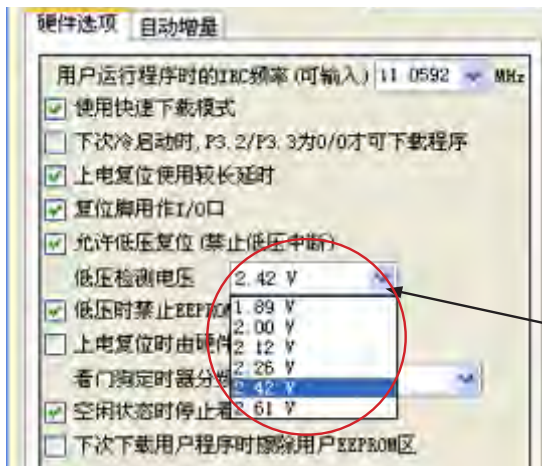 硬件选项 自动增量
用户运行程序时的IRC频率(可输入) 11.0592 MHz
使用快速下载模式
下次冷启动时,P3.2/P3.3为0/0才可下载程序
上电复位使用较长延时
复位脚用作I/O口
允许低压复位(禁止低压中断)
低压检测电压 2.42 V
低压时禁止EEPRO
1.89 V
2.00 V
上电复位时由硬件
2.12 V
2.26 V
看门狗定时器分
2.42 V
空闲状态时停止看
2.61 V
下次下载用户程序时擦除用户EEPROM区